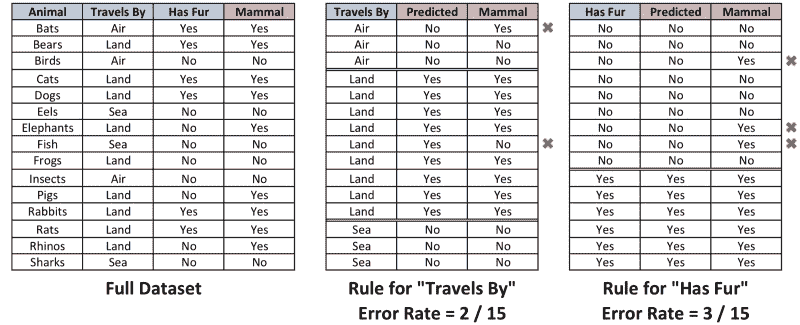 Animal Travels By Has Fur Mammal
Bats Air Yes Yes
Bears Land Yes Yes
Birds Air No No
Cats Land Yes Yes
Dogs Land Yes Yes
Eels Sea No No
Elephants Land No Yes
Fish Sea No No
Frogs Land No No
Insects Air No No
Pigs Land No Yes
Rabbits Land Yes Yes
Rats Land Yes Yes
Rhinos Land No Yes
Sharks Sea No No
Full Dataset
Travels By Predicted Mammal
Air No Yes ✖
Air No No
Air No No
Land Yes Yes
Land Yes Yes
Land Yes Yes
Land Yes Yes
Land Yes No ✖
Land Yes Yes
Land Yes Yes
Land Yes Yes
Land Yes Yes
Sea No No
Sea No No
Sea No No
Rule for "Travels By"
Error Rate = 2 / 15
Has Fur Predicted Mammal
No No No
No No No
No No Yes ✖
No No No
No No No
No No No
No No Yes ✖
No No Yes ✖
No No No
Yes Yes Yes
Yes Yes Yes
Yes Yes Yes
Yes Yes Yes
Yes Yes Yes
Yes Yes Yes
Rule for "Has Fur"
Error Rate = 3 / 15